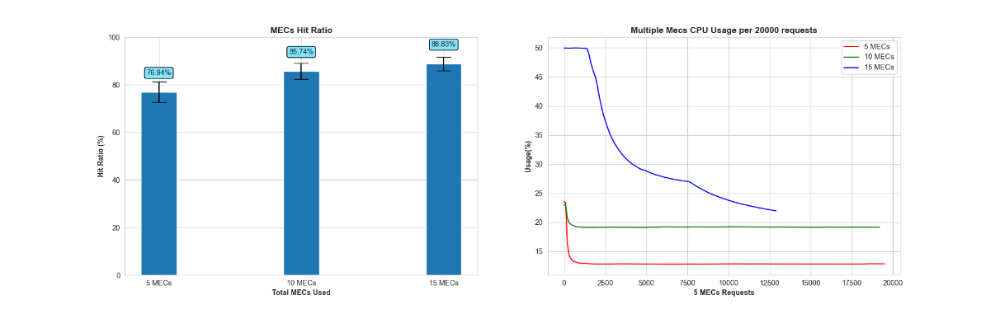 MECs Hit Ratio
100
80
60
40
20
0
Hit Ratio (%)
76.94%
85.74%
88.83%
5 MECs
10 MECs
15 MECs
Total MECs Used
Multiple Mecs CPU Usage per 20000 requests
50
45
40
35
30
25
20
15
Usage(%)
5 MECs
10 MECs
15 MECs
0
2500
5000
7500
10000
12500
15000
17500
20000
5 MECs Requests